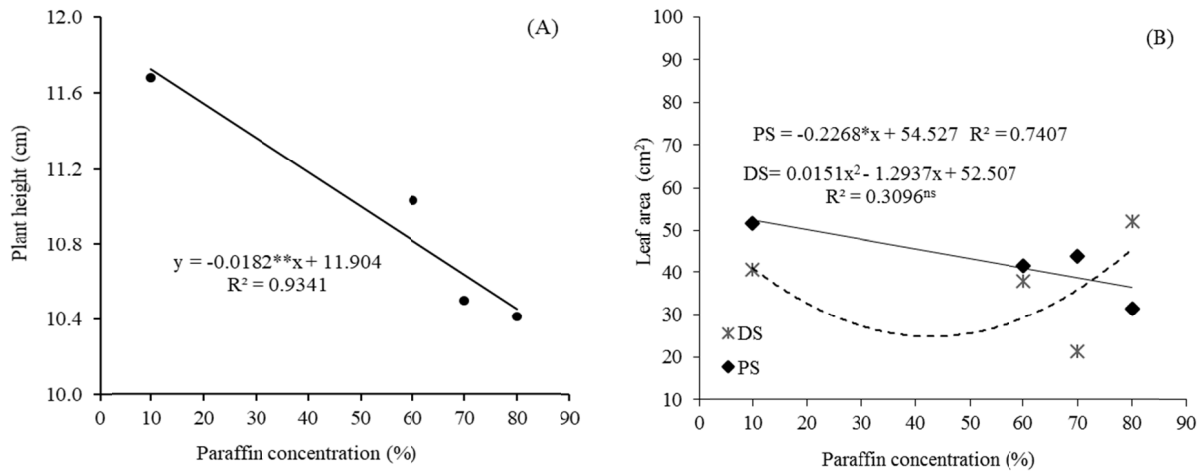 (A)
12.0
11.6
11.2
10.8
10.4
10.0
Plant height (cm)
y = -0.0182**x + 11.904
R² = 0.9341
0 10 20 30 40 50 60 70 80 90
Paraffin concentration (%)
(B)
100
90
80
70
60
50
40
30
20
10
Leaf area (cm²)
PS = -0.2268*x + 54.527 R² = 0.7407
DS= 0.0151x² - 1.2937x + 52.507
R² = 0.3096ⁿˢ
DS
PS
0 10 20 30 40 50 60 70 80 90
Paraffin concentration (%)